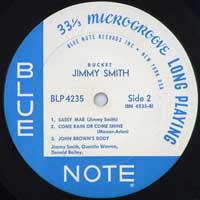 33⅓ MICROGROOVE LONG PLAYING
BLUE NOTE RECORDS INC • NEW YORK USA
BUCKET
JIMMY SMITH
BLP 4235 Side 2
(BN 4235-B)
1. SASSY MAE (Jimmy Smith)
2. COME RAIN OR COME SHINE
(Mercer-Arlen)
3. JOHN BROWN'S BODY
Jimmy Smith, Quentin Warren,
Donald Bailey.
BLUE
NOTE